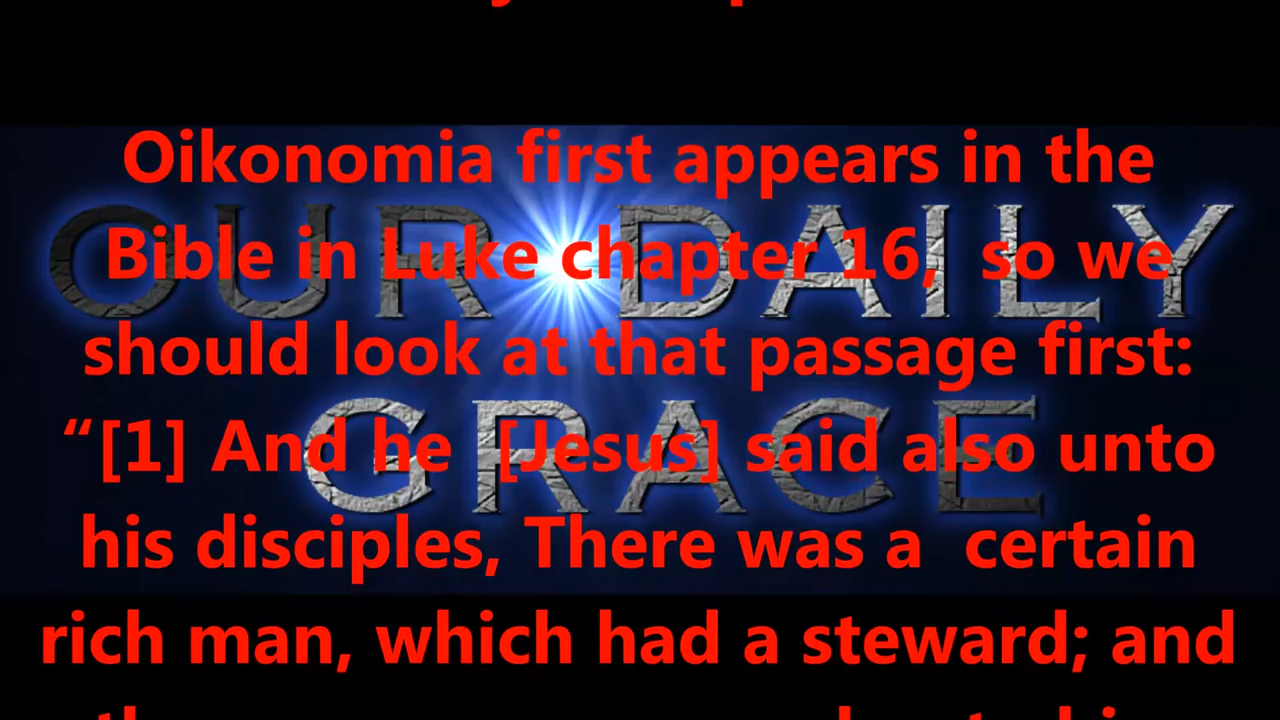 Oikonomia first appears in the
Bible in Luke chapter 16,  so we
should look at that passage first:
“[1] And he  [Jesus] said also unto
his disciples, There was a  certain
rich man, which had a steward; and
OUR DAILY
GRACE